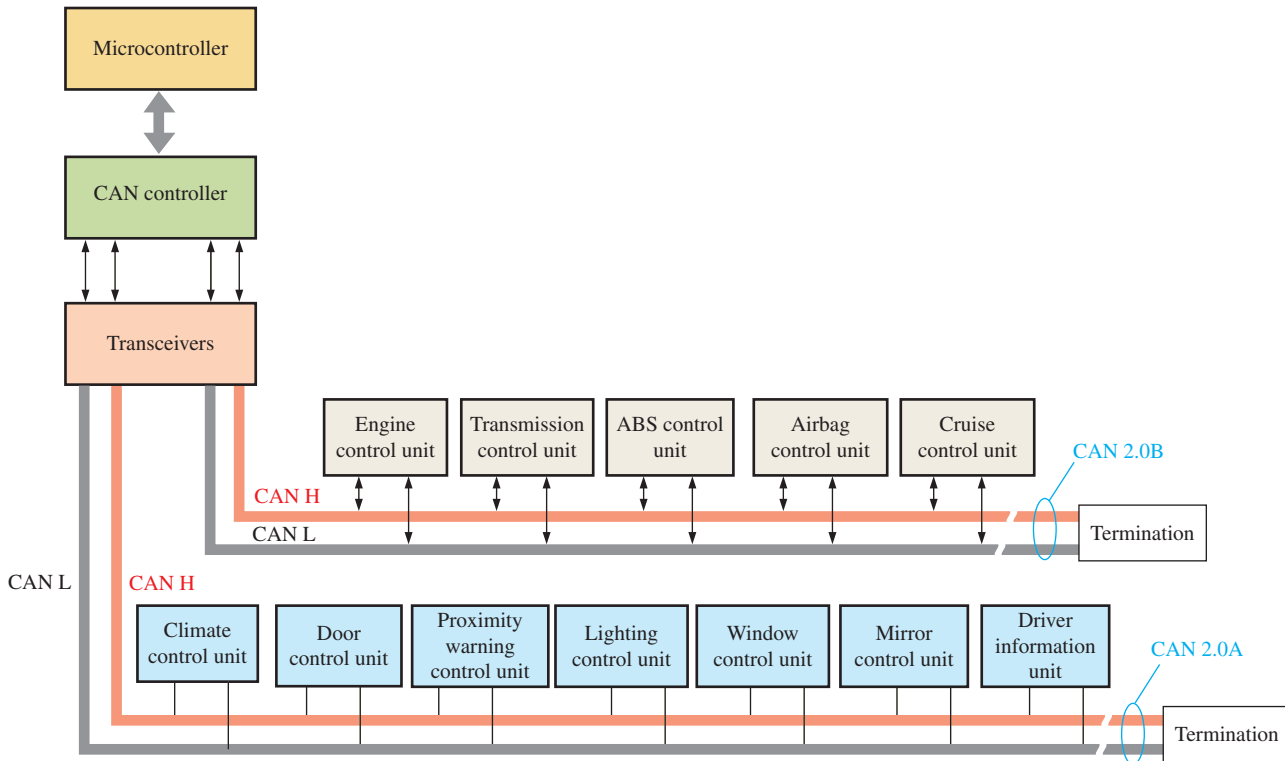 Microcontroller
CAN controller
Transceivers
Engine
control unit
Transmission
control unit
ABS control
unit
Airbag
control unit
Cruise
control unit
CAN 2.0B
CAN H
CAN L
Termination
CAN L
CAN H
Climate
control unit
Door
control unit
Proximity
warning
control unit
Lighting
control unit
Window
control unit
Mirror
control unit
Driver
information
unit
CAN 2.0A
Termination